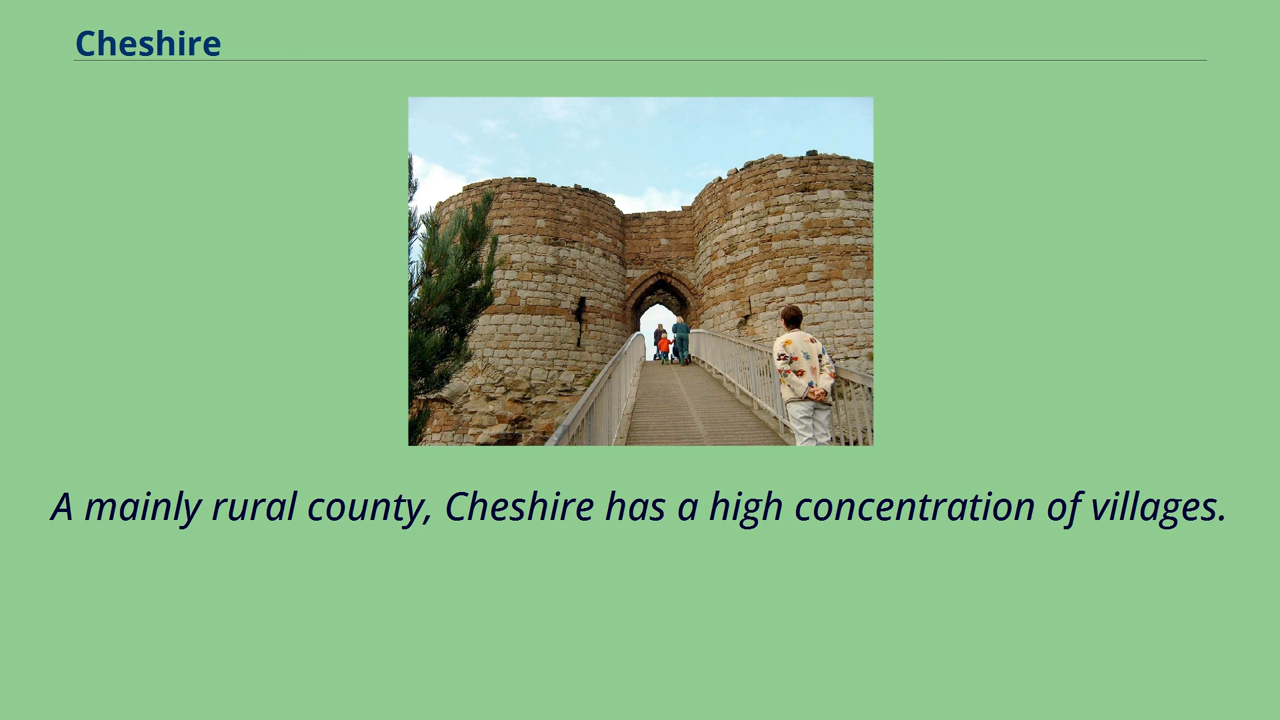 Cheshire
A mainly rural county, Cheshire has a high concentration of villages.